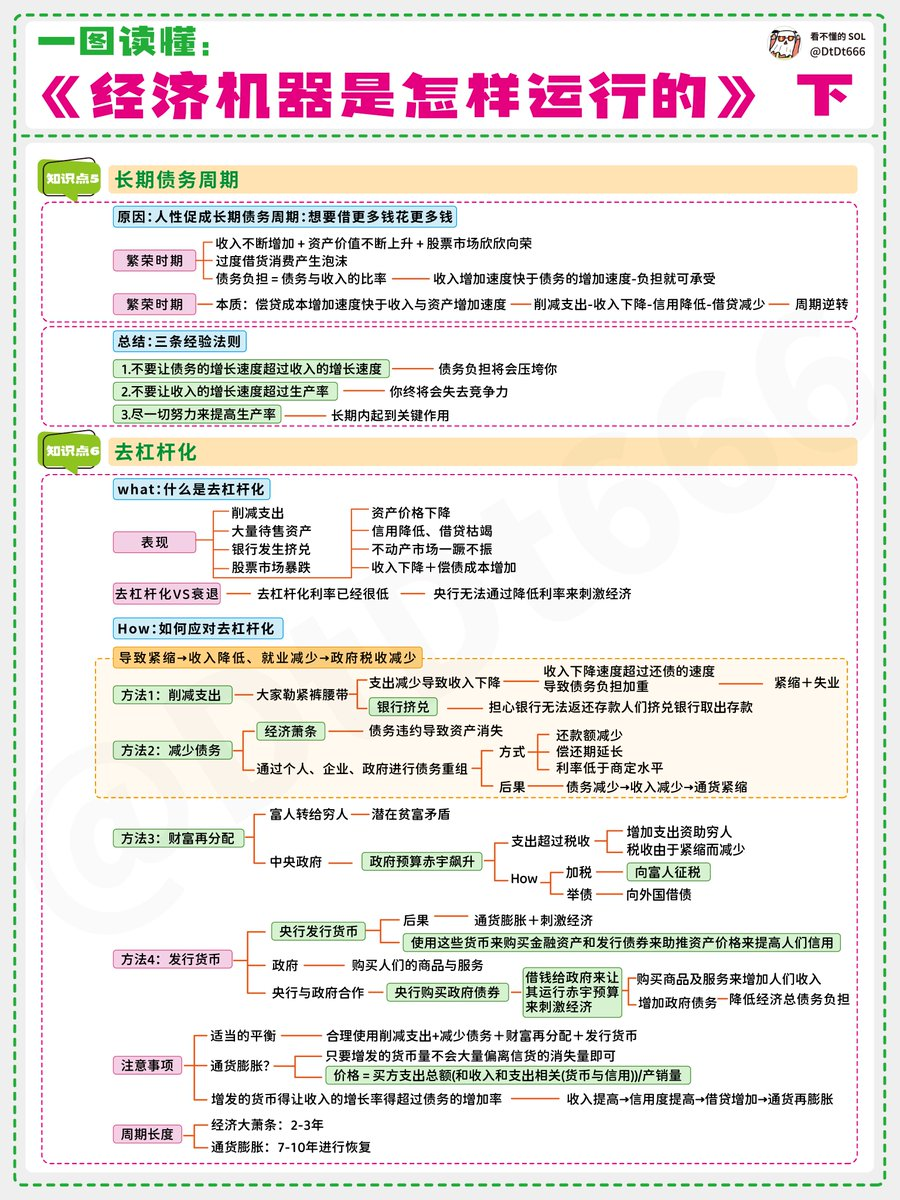 一图读懂：
看不懂的 SOL
@DtDt666
《经济机器是怎样运行的》 下
知识点5
长期债务周期
原因：人性促成长期债务周期：想要借更多钱花更多钱
繁荣时期
收入不断增加 + 资产价值不断上升 + 股票市场欣欣向荣
过度借货消费产生泡沫
债务负担 = 债务与收入的比率
收入增加速度快于债务的增加速度-负担就可承受
繁荣时期
本质：偿贷成本增加速度快于收入与资产增加速度
削减支出-收入下降-信用降低-借贷减少
周期逆转
总结：三条经验法则
1.不要让债务的增长速度超过收入的增长速度
债务负担将会压垮你
2.不要让收入的增长速度超过生产率
你终将会失去竞争力
3.尽一切努力来提高生产率
长期内起到关键作用
知识点6
去杠杆化
what：什么是去杠杆化
表现
削减支出
大量待售资产
银行发生挤兑
股票市场暴跌
资产价格下降
信用降低、借贷枯竭
不动产市场一蹶不振
收入下降＋偿债成本增加
去杠杆化VS衰退
去杠杆化利率已经很低
央行无法通过降低利率来刺激经济
How：如何应对去杠杆化
导致紧缩→收入降低、就业减少→政府税收减少
方法1：削减支出
大家勒紧裤腰带
支出减少导致收入下降
收入下降速度超过还债的速度
导致债务负担加重
紧缩＋失业
银行挤兑
担心银行无法返还存款人们挤兑银行取出存款
方法2：减少债务
经济萧条
债务违约导致资产消失
通过个人、企业、政府进行债务重组
方式
还款额减少
偿还期延长
利率低于商定水平
后果
债务减少→收入减少→通货紧缩
方法3：财富再分配
富人转给穷人
潜在贫富矛盾
中央政府
政府预算赤字飙升
支出超过税收
增加支出资助穷人
税收由于紧缩而减少
How
加税
向富人征税
举债
向外国借债
方法4：发行货币
央行发行货币
后果
通货膨胀＋刺激经济
使用这些货币来购买金融资产和发行债券来助推资产价格来提高人们信用
政府
购买人们的商品与服务
央行与政府合作
央行购买政府债券
借钱给政府来让
其运行赤字预算
来刺激经济
购买商品及服务来增加人们收入
增加政府债务
降低经济总债务负担
注意事项
适当的平衡
合理使用削减支出+减少债务＋财富再分配＋发行货币
通货膨胀？
只要增发的货币量不会大量偏离信货的消失量即可
价格 = 买方支出总额(和收入和支出相关(货币与信用))/产销量
增发的货币得让收入的增长率得超过债务的增加率
收入提高→信用度提高→借贷增加→通货再膨胀
周期长度
经济大萧条：2-3年
通货膨胀：7-10年进行恢复
@DtDt666